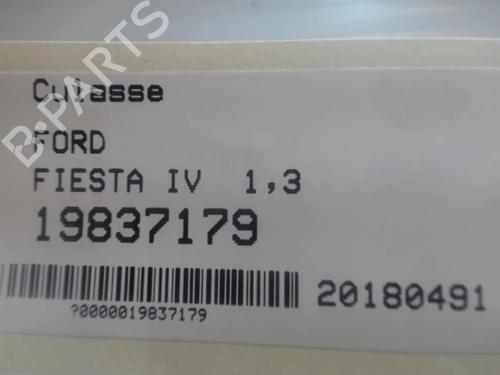 Culasse
FORD
FIESTA IV 1,3
19837179
20180491
?0000019837179
B-PARTS